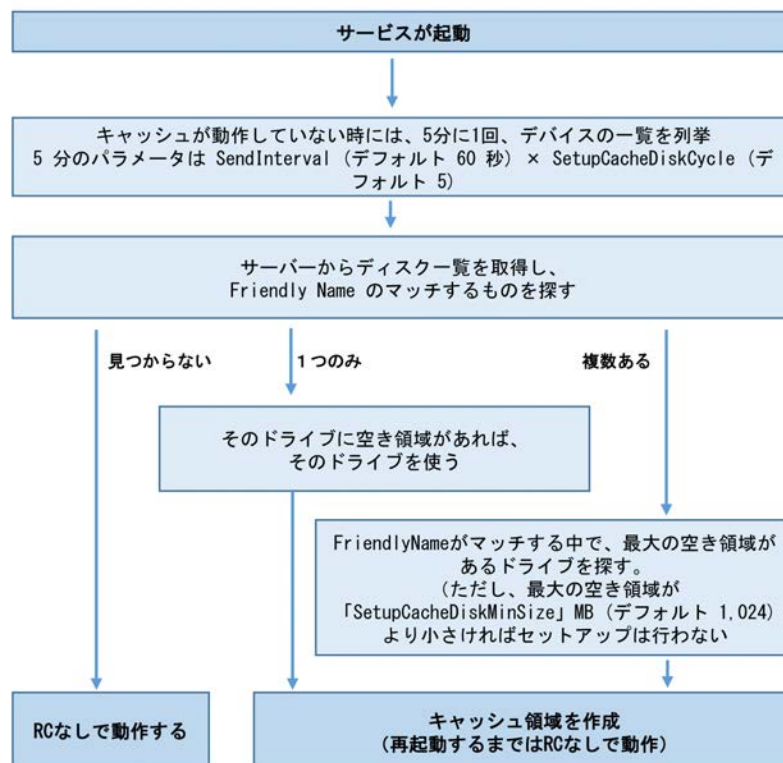 サービスが起動
キャッシュが動作していない時には、5分に1回、デバイスの一覧を列挙
5 分のパラメータは SendInterval (デフォルト 60 秒) × SetupCacheDiskCycle (デ
フォルト 5)
サーバーからディスク一覧を取得し、
Friendly Name のマッチするものを探す
見つからない
１つのみ
複数ある
そのドライブに空き領域があれば、
そのドライブを使う
FriendlyNameがマッチする中で、最大の空き領域が
あるドライブを探す。
(ただし、最大の空き領域が
「SetupCacheDiskMinSize」MB (デフォルト 1,024)
より小さければセットアップは行わない
RCなしで動作する
キャッシュ領域を作成
(再起動するまではRCなしで動作)